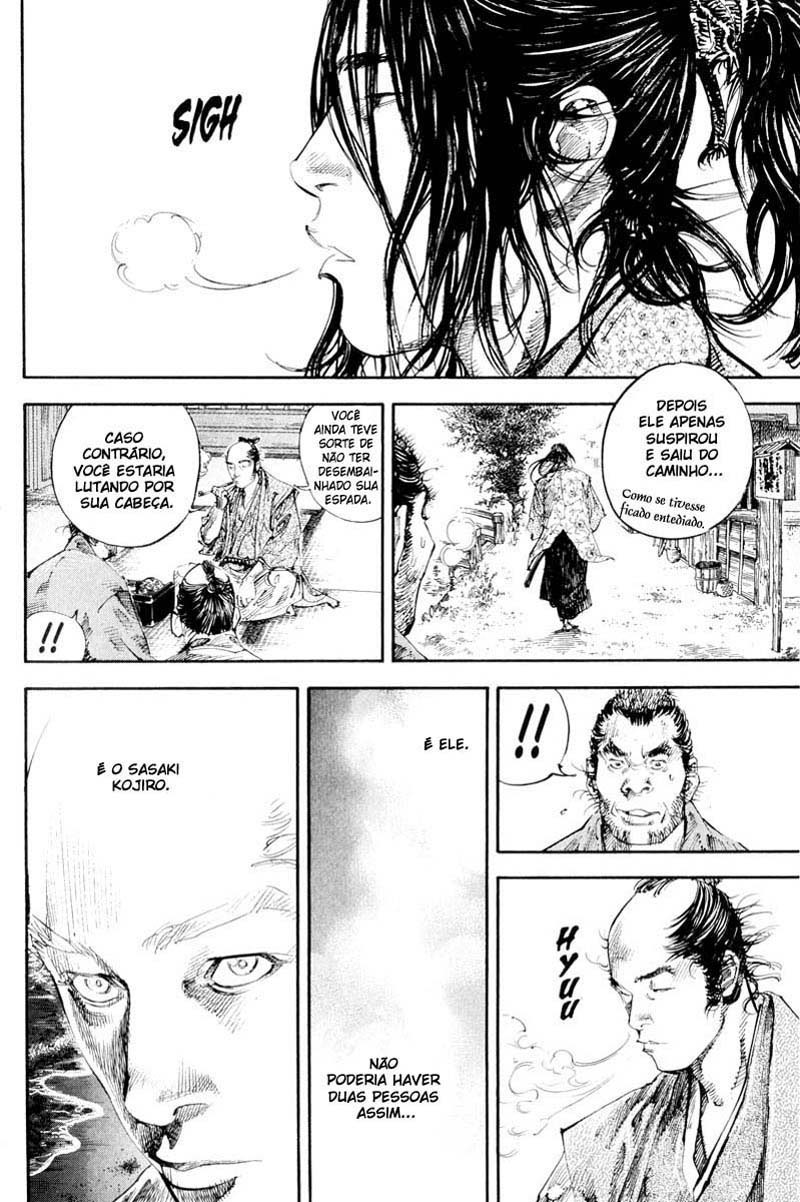 SIGH
DEPOIS
ELE APENAS
SUSPIROU
E SAIU DO
CAMINHO...
Como se tivesse
ficado entediado.
VOCÊ
AINDA TEVE
SORTE DE
NÃO TER
DESEMBAI-
NHADO SUA
ESPADA.
CASO
CONTRÁRIO,
VOCÊ ESTARIA
LUTANDO POR
SUA CABEÇA.
!!
!!
HYUU
É ELE.
NÃO
PODERIA HAVER
DUAS PESSOAS
ASSIM...
É O SASAKI
KOJIRO.